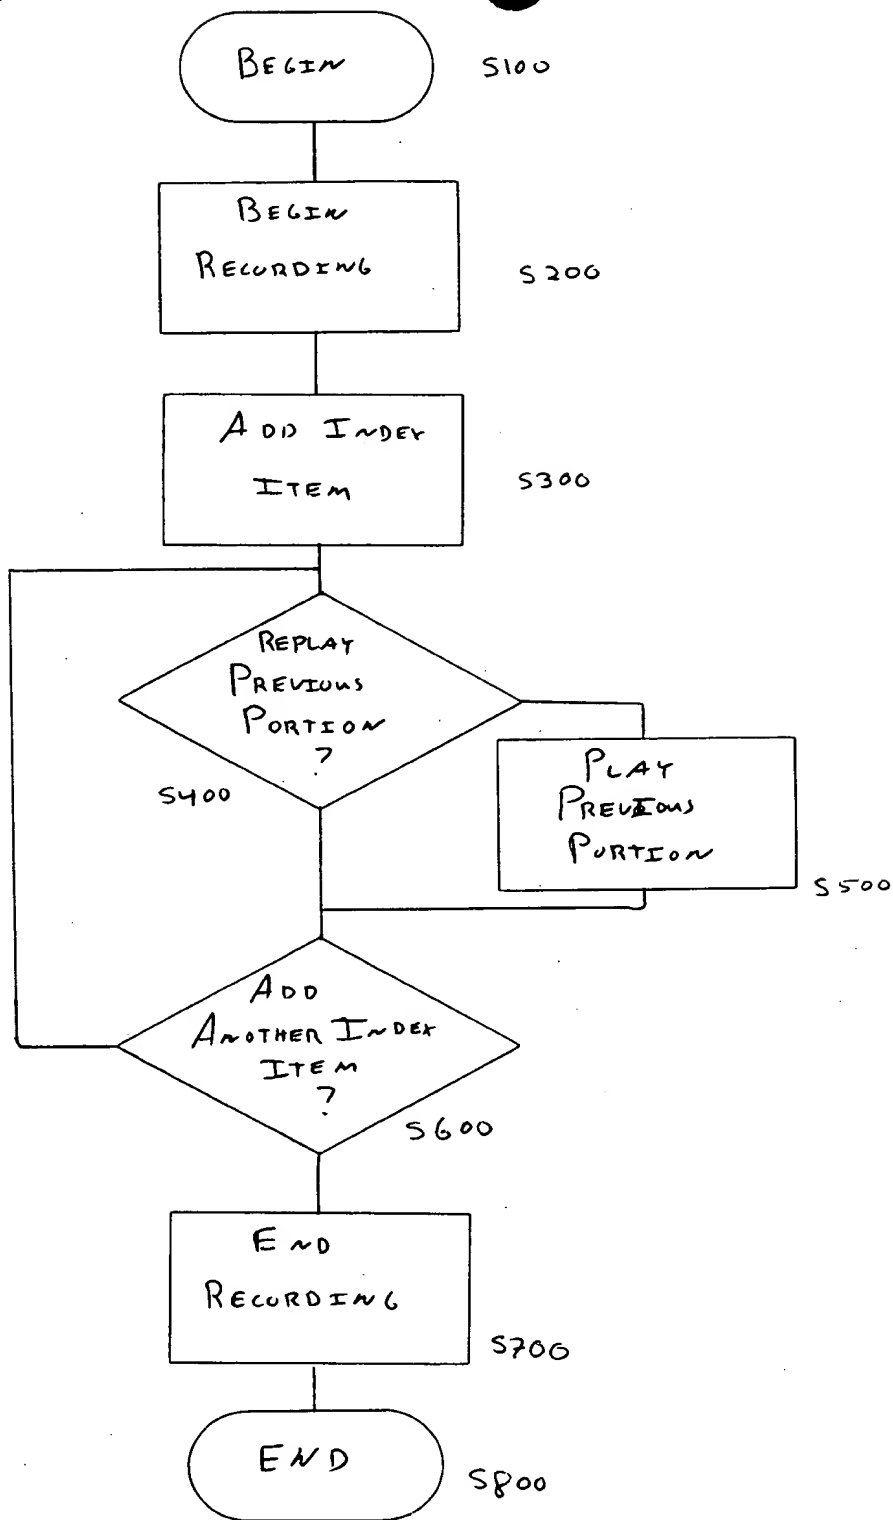 BEGIN
S100
BEGIN
RECORDING
S200
ADD INDEX
ITEM
S300
REPLAY
PREVIOUS
PORTION
?
S400
PLAY
PREVIOUS
PORTION
S500
ADD
ANOTHER INDEX
ITEM
?
S600
END
RECORDING
S700
END
S800